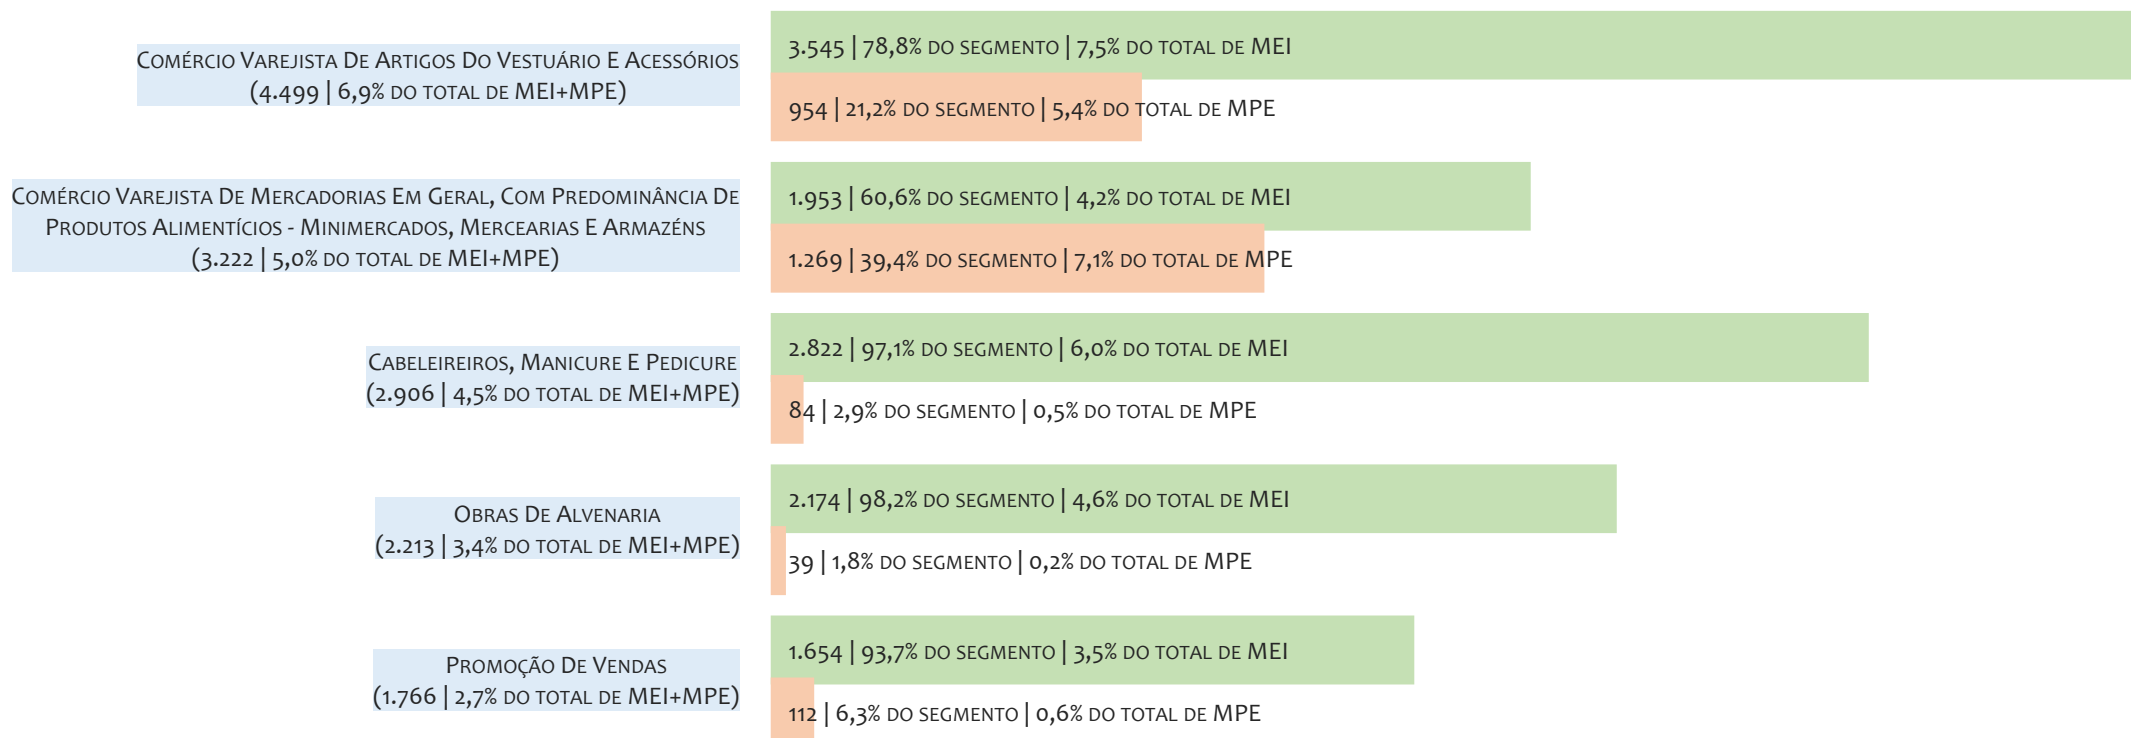 Comércio Varejista De Artigos Do Vestuário E Acessórios
(4.499 | 6,9% do total de MEI+MPE)
3.545 | 78,8% do segmento | 7,5% do total de MEI
954 | 21,2% do segmento | 5,4% do total de MPE
Comércio Varejista De Mercadorias Em Geral, Com Predominância De
Produtos Alimentícios - Minimercados, Mercearias E Armazéns
(3.222 | 5,0% do total de MEI+MPE)
1.953 | 60,6% do segmento | 4,2% do total de MEI
1.269 | 39,4% do segmento | 7,1% do total de MPE
Cabeleireiros, Manicure E Pedicure
(2.906 | 4,5% do total de MEI+MPE)
2.822 | 97,1% do segmento | 6,0% do total de MEI
84 | 2,9% do segmento | 0,5% do total de MPE
Obras De Alvenaria
(2.213 | 3,4% do total de MEI+MPE)
2.174 | 98,2% do segmento | 4,6% do total de MEI
39 | 1,8% do segmento | 0,2% do total de MPE
Promoção De Vendas
(1.766 | 2,7% do total de MEI+MPE)
1.654 | 93,7% do segmento | 3,5% do total de MEI
112 | 6,3% do segmento | 0,6% do total de MPE